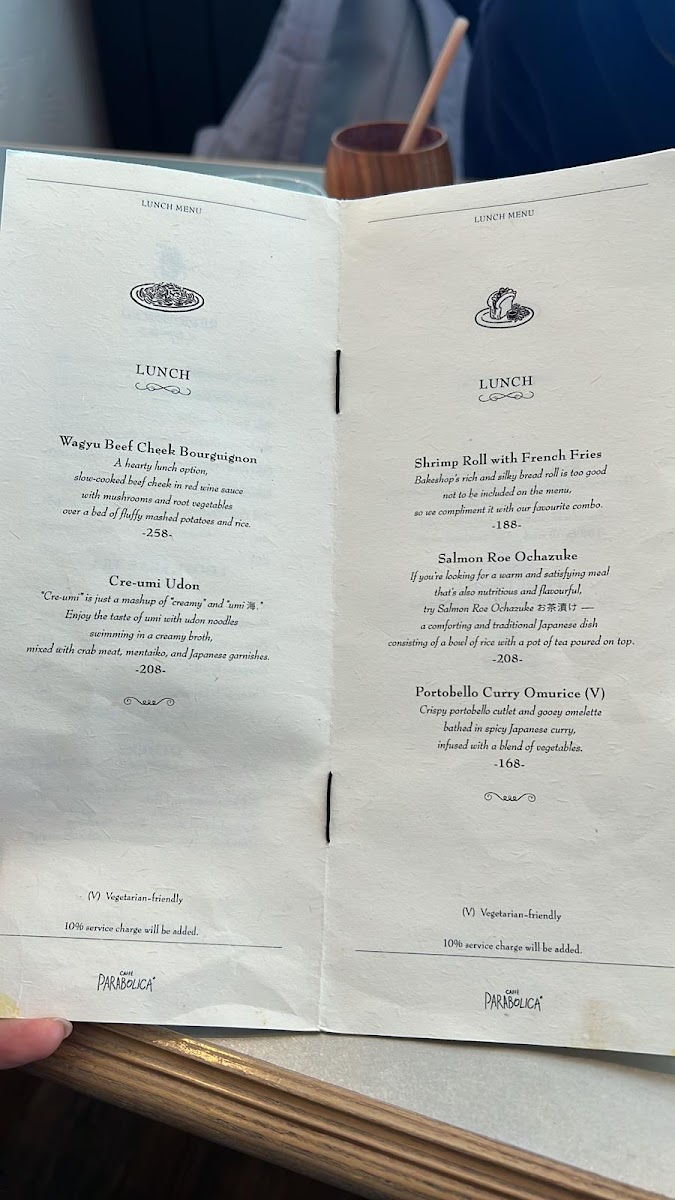 LUNCH MENU
LUNCH
Wagyu Beef Cheek Bourguignon
A hearty lunch option,
slow-cooked beef cheek in red wine sauce
with mushrooms and root vegetables
over a bed of fluffy mashed potatoes and rice.
-258-
Cre-umi Udon
"Cre-umi" is just a mashup of "creamy" and "umi 海."
Enjoy the taste of umi with udon noodles
swimming in a creamy broth,
mixed with crab meat, mentaiko, and Japanese garnishes.
-208-
(V) Vegetarian-friendly
10% service charge will be added.
CAFFÈ
PARABOLICA
LUNCH MENU
LUNCH
Shrimp Roll with French Fries
Bakeshop's rich and silky bread roll is too good
not to be included on the menu,
so we compliment it with our favourite combo.
-188-
Salmon Roe Ochazuke
If you're looking for a warm and satisfying meal
that's also nutritious and flavourful,
try Salmon Roe Ochazuke お茶漬け —
a comforting and traditional Japanese dish
consisting of a bowl of rice with a pot of tea poured on top.
-208-
Portobello Curry Omurice (V)
Crispy portobello cutlet and gooey omelette
bathed in spicy Japanese curry,
infused with a blend of vegetables.
-168-
(V) Vegetarian-friendly
10% service charge will be added.
CAFFÈ
PARABOLICA